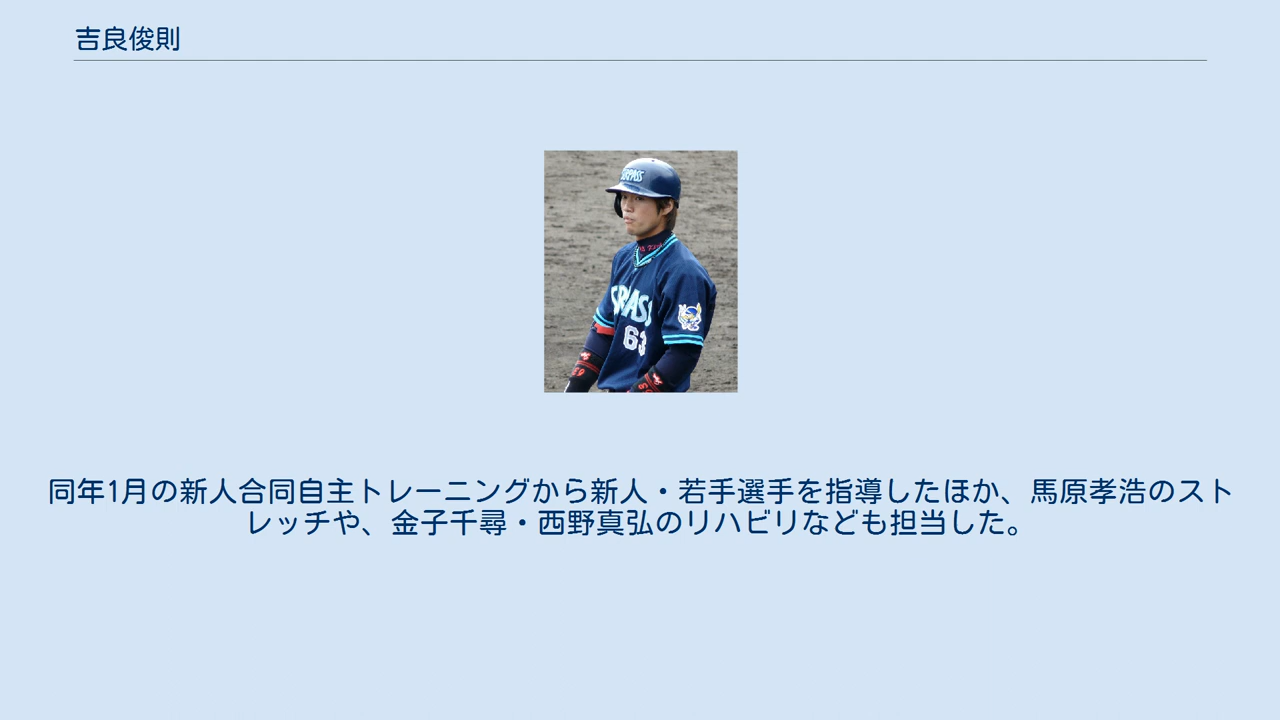 吉良俊則
SURPASS
SURPASS
63
同年1月の新人合同自主トレーニングから新人・若手選手を指導したほか、馬原孝浩のスト
レッチや、金子千尋・西野真弘のリハビリなども担当した。